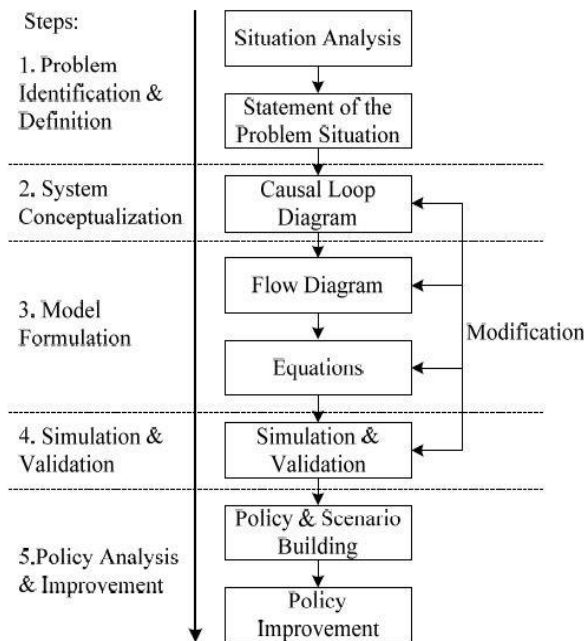 Steps:
1. Problem
Identification &
Definition
Situation Analysis
Statement of the
Problem Situation
2. System
Conceptualization
Causal Loop
Diagram
3. Model
Formulation
Flow Diagram
Equations
Modification
4. Simulation &
Validation
Simulation &
Validation
5.Policy Analysis
& Improvement
Policy & Scenario
Building
Policy
Improvement